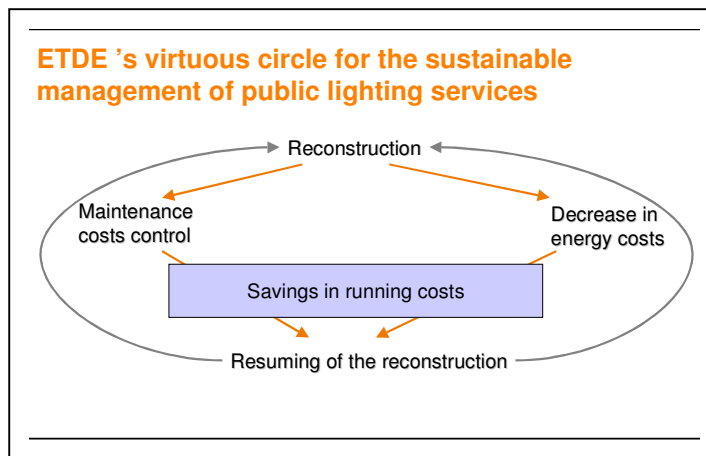 ETDE ’s virtuous circle for the sustainable
management of public lighting services
Reconstruction
Maintenance
costs control
Decrease in
energy costs
Savings in running costs
Resuming of the reconstruction